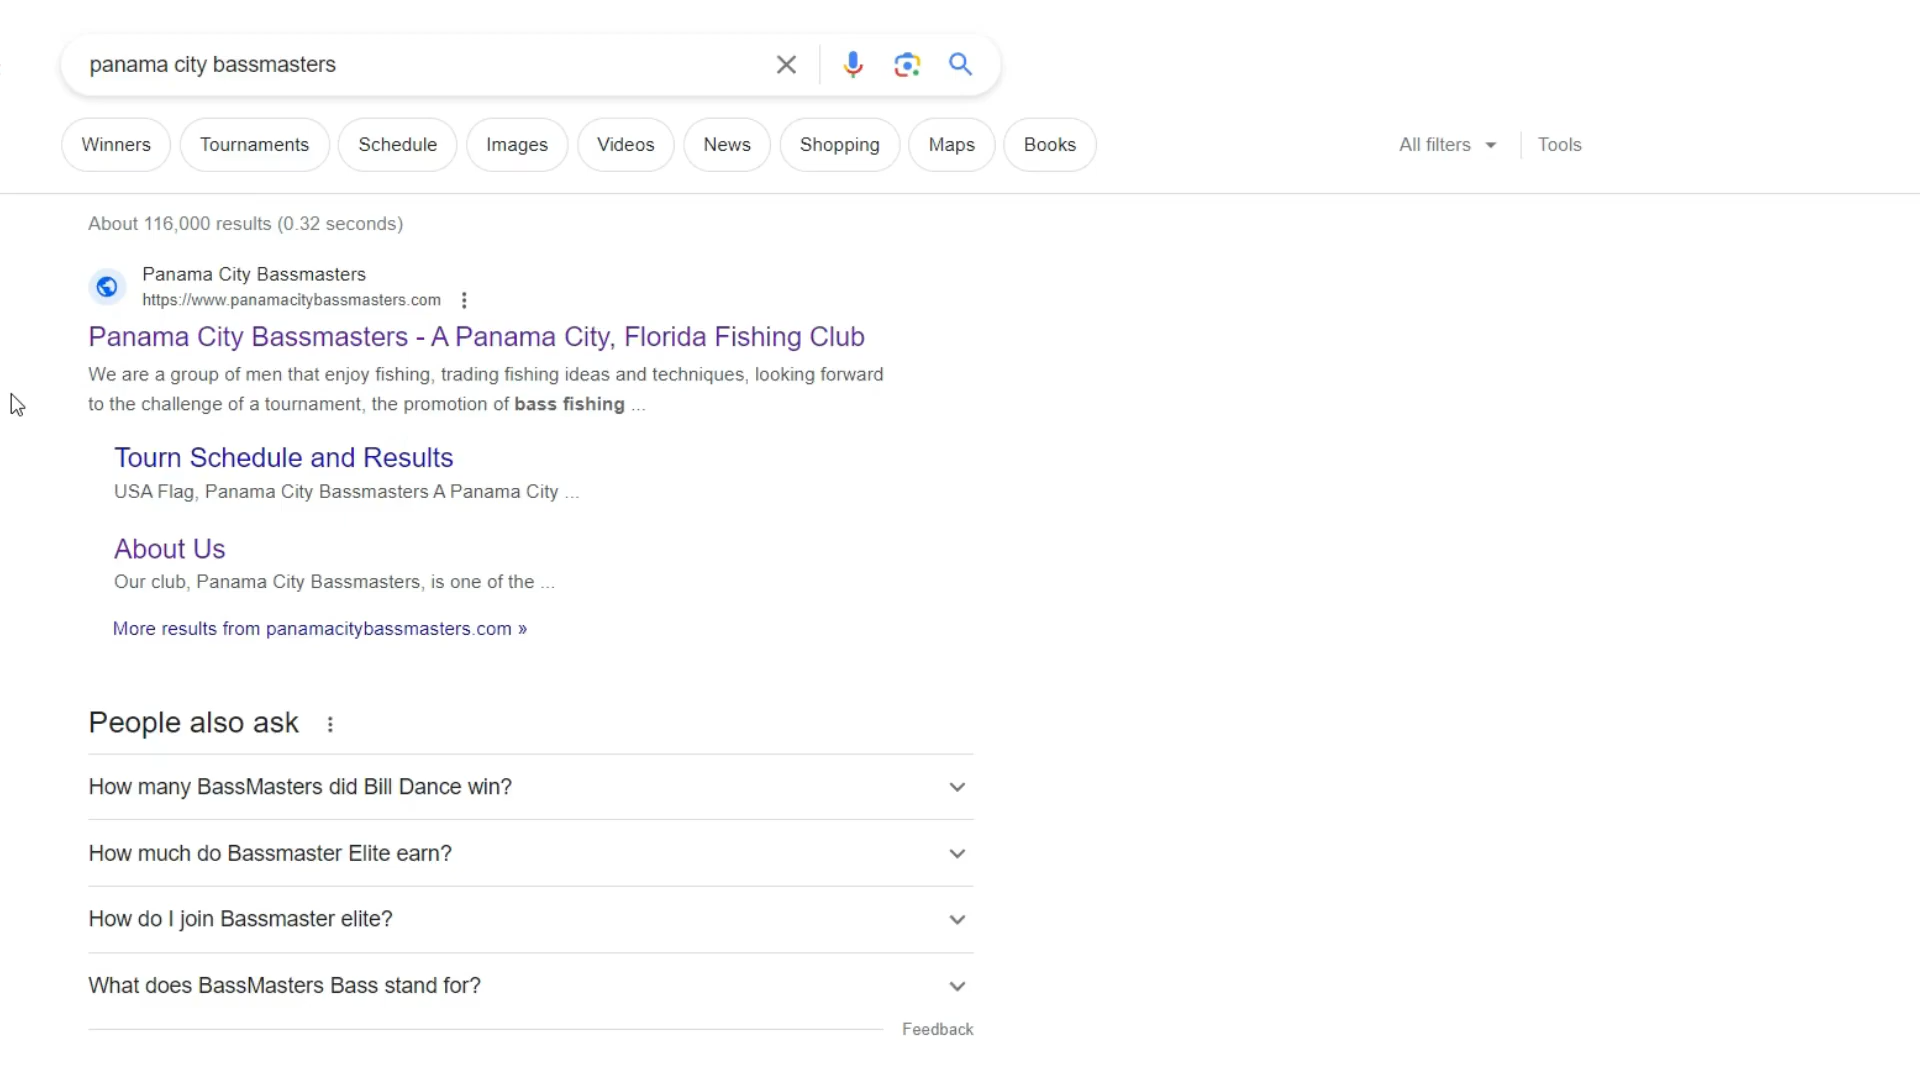 panama city bassmasters
Winners
Tournaments
Schedule
Images
Videos
News
Shopping
Maps
Books
All filters
Tools
About 116,000 results (0.32 seconds)
Panama City Bassmasters
https://www.panamacitybassmasters.com
Panama City Bassmasters - A Panama City, Florida Fishing Club
We are a group of men that enjoy fishing, trading fishing ideas and techniques, looking forward
to the challenge of a tournament, the promotion of bass fishing ...
Tourn Schedule and Results
USA Flag, Panama City Bassmasters A Panama City ...
About Us
Our club, Panama City Bassmasters, is one of the ...
More results from panamacitybassmasters.com »
People also ask
How many BassMasters did Bill Dance win?
How much do Bassmaster Elite earn?
How do I join Bassmaster elite?
What does BassMasters Bass stand for?
Feedback